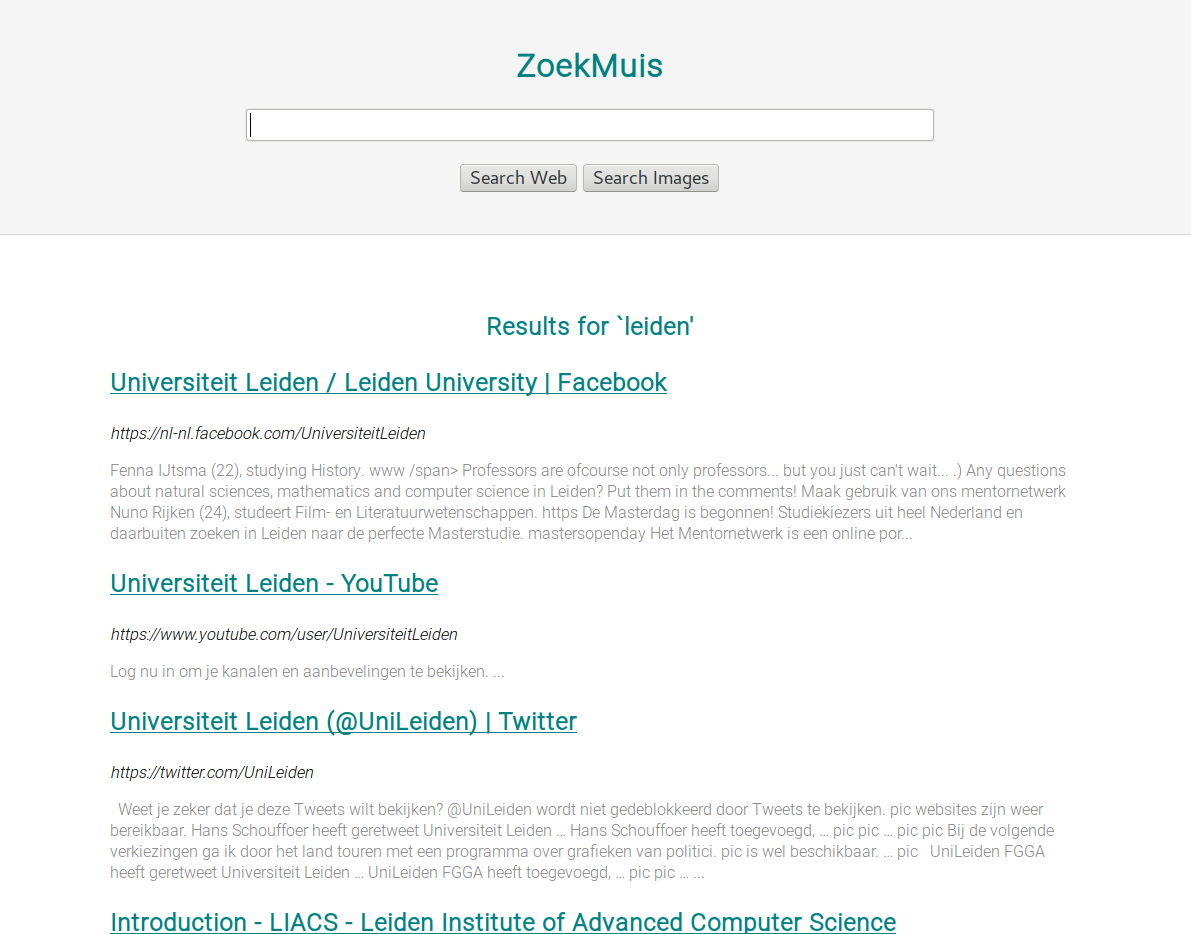 ZoekMuis
Search Web Search Images
Results for `leiden'
Universiteit Leiden / Leiden University | Facebook
https://nl-nl.facebook.com/UniversiteitLeiden
Fenna IJtsma (22), studying History. www /span> Professors are ofcourse not only professors... but you just can't wait... .) Any questions
about natural sciences, mathematics and computer science in Leiden? Put them in the comments! Maak gebruik van ons mentornetwerk
Nuno Rijken (24), studeert Film- en Literatuurwetenschappen. https De Masterdag is begonnen! Studiekiezers uit heel Nederland en
daarbuiten zoeken in Leiden naar de perfecte Masterstudie. mastersopenday Het Mentornetwerk is een online por...
Universiteit Leiden - YouTube
https://www.youtube.com/user/UniversiteitLeiden
Log nu in om je kanalen en aanbevelingen te bekijken. ...
Universiteit Leiden (@UniLeiden) | Twitter
https://twitter.com/UniLeiden
Weet je zeker dat je deze Tweets wilt bekijken? @UniLeiden wordt niet gedeblokkeerd door Tweets te bekijken. pic websites zijn weer
bereikbaar. Hans Schouffoer heeft geretweet Universiteit Leiden ... Hans Schouffoer heeft toegevoegd, ... pic pic ... pic pic Bij de volgende
verkiezingen ga ik door het land touren met een programma over grafieken van politici. pic is wel beschikbaar. ... pic UniLeiden FGGA
heeft geretweet Universiteit Leiden ... UniLeiden FGGA heeft toegevoegd, ... pic pic ... ...
Introduction - LIACS - Leiden Institute of Advanced Computer Science